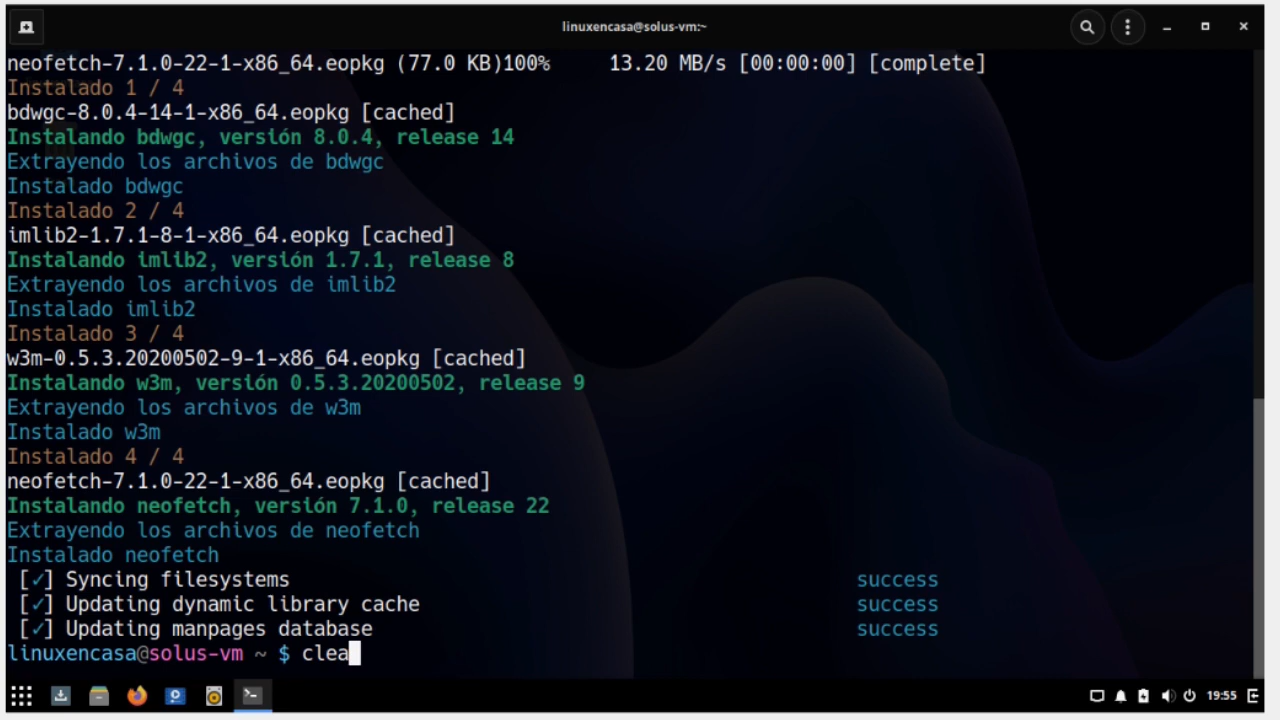 linuxencasa@solus-vm:~
neofetch-7.1.0-22-1-x86_64.eopkg (77.0 KB)100%     13.20 MB/s [00:00:00] [complete]
Instalado 1 / 4
bdwgc-8.0.4-14-1-x86_64.eopkg [cached]
Instalando bdwgc, versión 8.0.4, release 14
Extrayendo los archivos de bdwgc
Instalado bdwgc
Instalado 2 / 4
imlib2-1.7.1-8-1-x86_64.eopkg [cached]
Instalando imlib2, versión 1.7.1, release 8
Extrayendo los archivos de imlib2
Instalado imlib2
Instalado 3 / 4
w3m-0.5.3.20200502-9-1-x86_64.eopkg [cached]
Instalando w3m, versión 0.5.3.20200502, release 9
Extrayendo los archivos de w3m
Instalado w3m
Instalado 4 / 4
neofetch-7.1.0-22-1-x86_64.eopkg [cached]
Instalando neofetch, versión 7.1.0, release 22
Extrayendo los archivos de neofetch
Instalado neofetch
[✓] Syncing filesystems success
[✓] Updating dynamic library cache success
[✓] Updating manpages database success
linuxencasa@solus-vm ~ $ clea
19:55